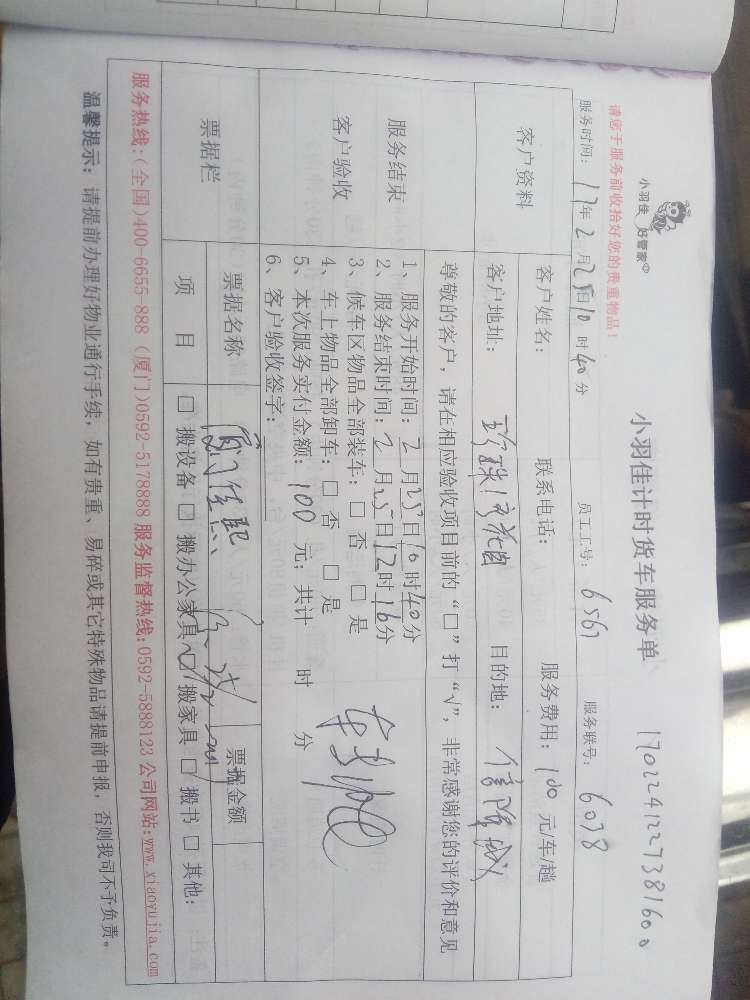 小羽佳 好管家
小羽佳计时货车服务单
170224122738160
请您于服务前收拾好您的贵重物品！
服务时间：17年2月25日10时40分 员工工号：6567 服务联号：6038
客户资料
客户姓名： 联系电话： 服务费用：100元/车/趟
客户地址： 目的地：信隆城
尊敬的客户，请在相应验收项目前的“□”打“√”，非常感谢您的评价和意见
服务结束
客户验收
1、服务开始时间：2月25日10时40分
2、服务结束时间：2月25日12时16分
3、候车区物品全部装车：□ 否 □ 是
4、车上物品全部卸车：□ 否 □ 是
5、本次服务实付金额：100元；共计 时 分
6、客户验收签字：
票据栏
票据名称 票据金额
项 目 □ 搬设备 □ 搬办公家具 □ 搬家具 □ 搬书 □ 其他：
服务热线：(全国)400-6655-888 (厦门)0592-5178888 服务监督热线:0592-5888123 公司网站:www.xiaoyujia.com
温馨提示：请提前办理好物业通行手续，如有贵重、易碎或其它特殊物品请提前申报，否则我司不予负责。